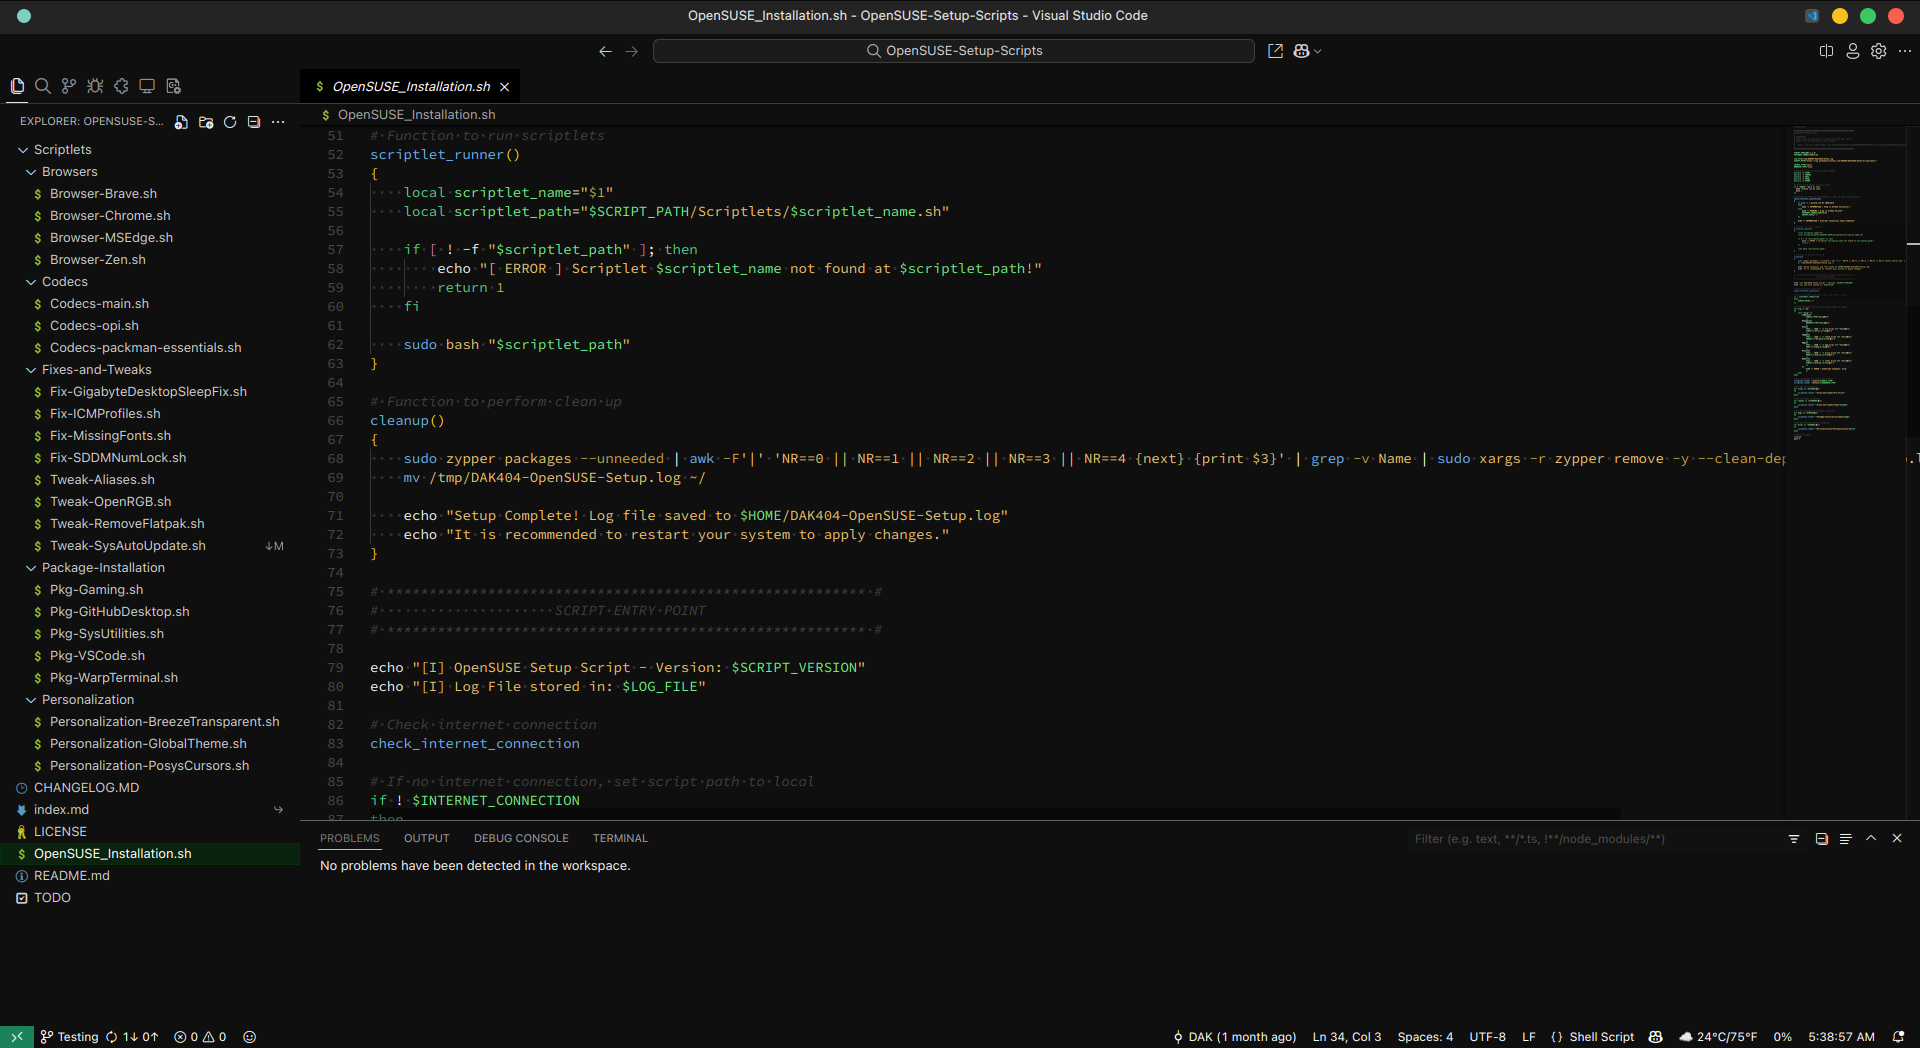 OpenSUSE_Installation.sh - OpenSUSE-Setup-Scripts - Visual Studio Code
OpenSUSE-Setup-Scripts
$ OpenSUSE_Installation.sh
EXPLORER: OPENSUSE-S...
$ OpenSUSE_Installation.sh
Scriptlets
Browsers
$ Browser-Brave.sh
$ Browser-Chrome.sh
$ Browser-MSEdge.sh
$ Browser-Zen.sh
Codecs
$ Codecs-main.sh
$ Codecs-opi.sh
$ Codecs-packman-essentials.sh
Fixes-and-Tweaks
$ Fix-GigabyteDesktopSleepFix.sh
$ Fix-ICMProfiles.sh
$ Fix-MissingFonts.sh
$ Fix-SDDMNumLock.sh
$ Tweak-Aliases.sh
$ Tweak-OpenRGB.sh
$ Tweak-RemoveFlatpak.sh
$ Tweak-SysAutoUpdate.sh ↓M
Package-Installation
$ Pkg-Gaming.sh
$ Pkg-GitHubDesktop.sh
$ Pkg-SysUtilities.sh
$ Pkg-VSCode.sh
$ Pkg-WarpTerminal.sh
Personalization
$ Personalization-BreezeTransparent.sh
$ Personalization-GlobalTheme.sh
$ Personalization-PosysCursors.sh
CHANGELOG.MD
index.md
LICENSE
$ OpenSUSE_Installation.sh
README.md
TODO
51 # Function to run scriptlets
52 scriptlet_runner()
53 {
54 local scriptlet_name="$1"
55 local scriptlet_path="$SCRIPT_PATH/Scriptlets/$scriptlet_name.sh"
56
57 if [ ! -f "$scriptlet_path" ]; then
58 echo "[ ERROR ] Scriptlet $scriptlet_name not found at $scriptlet_path!"
59 return 1
60 fi
61
62 sudo bash "$scriptlet_path"
63 }
64
65 # Function to perform clean up
66 cleanup()
67 {
68 sudo zypper packages --unneeded | awk -F'|' 'NR==0 || NR==1 || NR==2 || NR==3 || NR==4 {next} {print $3}' | grep -v Name | sudo xargs -r zypper remove -y --clean-dep
69 mv /tmp/DAK404-OpenSUSE-Setup.log ~/
70
71 echo "Setup Complete! Log file saved to $HOME/DAK404-OpenSUSE-Setup.log"
72 echo "It is recommended to restart your system to apply changes."
73 }
74
75 # ********************************************************* #
76 # SCRIPT ENTRY POINT
77 # ********************************************************* #
78
79 echo "[I] OpenSUSE Setup Script - Version: $SCRIPT_VERSION"
80 echo "[I] Log File stored in: $LOG_FILE"
81
82 # Check internet connection
83 check_internet_connection
84
85 # If no internet connection, set script path to local
86 if ! $INTERNET_CONNECTION
87 then
PROBLEMS OUTPUT DEBUG CONSOLE TERMINAL
Filter (e.g. text, **/*.ts, !**/node_modules/**)
No problems have been detected in the workspace.
Testing 1↓ 0↑ 0 0
DAK (1 month ago) Ln 34, Col 3 Spaces: 4 UTF-8 LF {} Shell Script 24°C/75°F 0% 5:38:57 AM